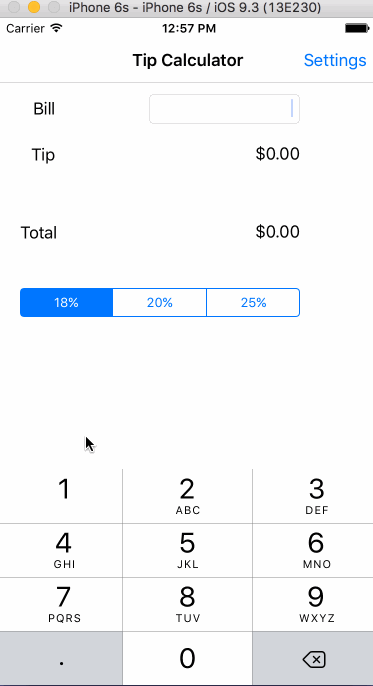 iPhone 6s - iPhone 6s / iOS 9.3 (13E230)
Carrier 12:57 PM
Tip Calculator Settings
Bill
Tip $0.00
Total $0.00
18% 20% 25%
1 2 3
ABC DEF
4 5 6
GHI JKL MNO
7 8 9
PQRS TUV WXYZ
. 0